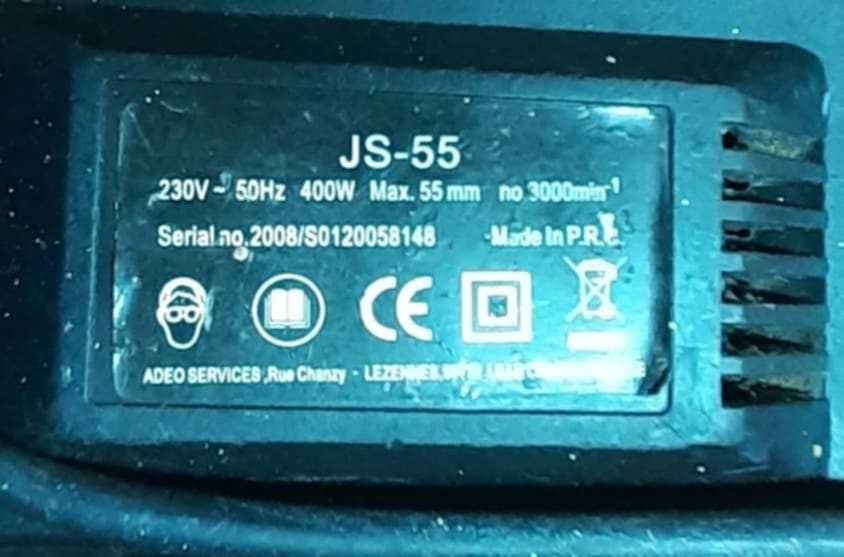 JS-55
230V ~ 50Hz 400W Max. 55 mm no 3000min-1
Serial no.2008/S0120058148 Made In P.R.C.
CE
ADEO SERVICES ,Rue Chanzy - LEZENNES